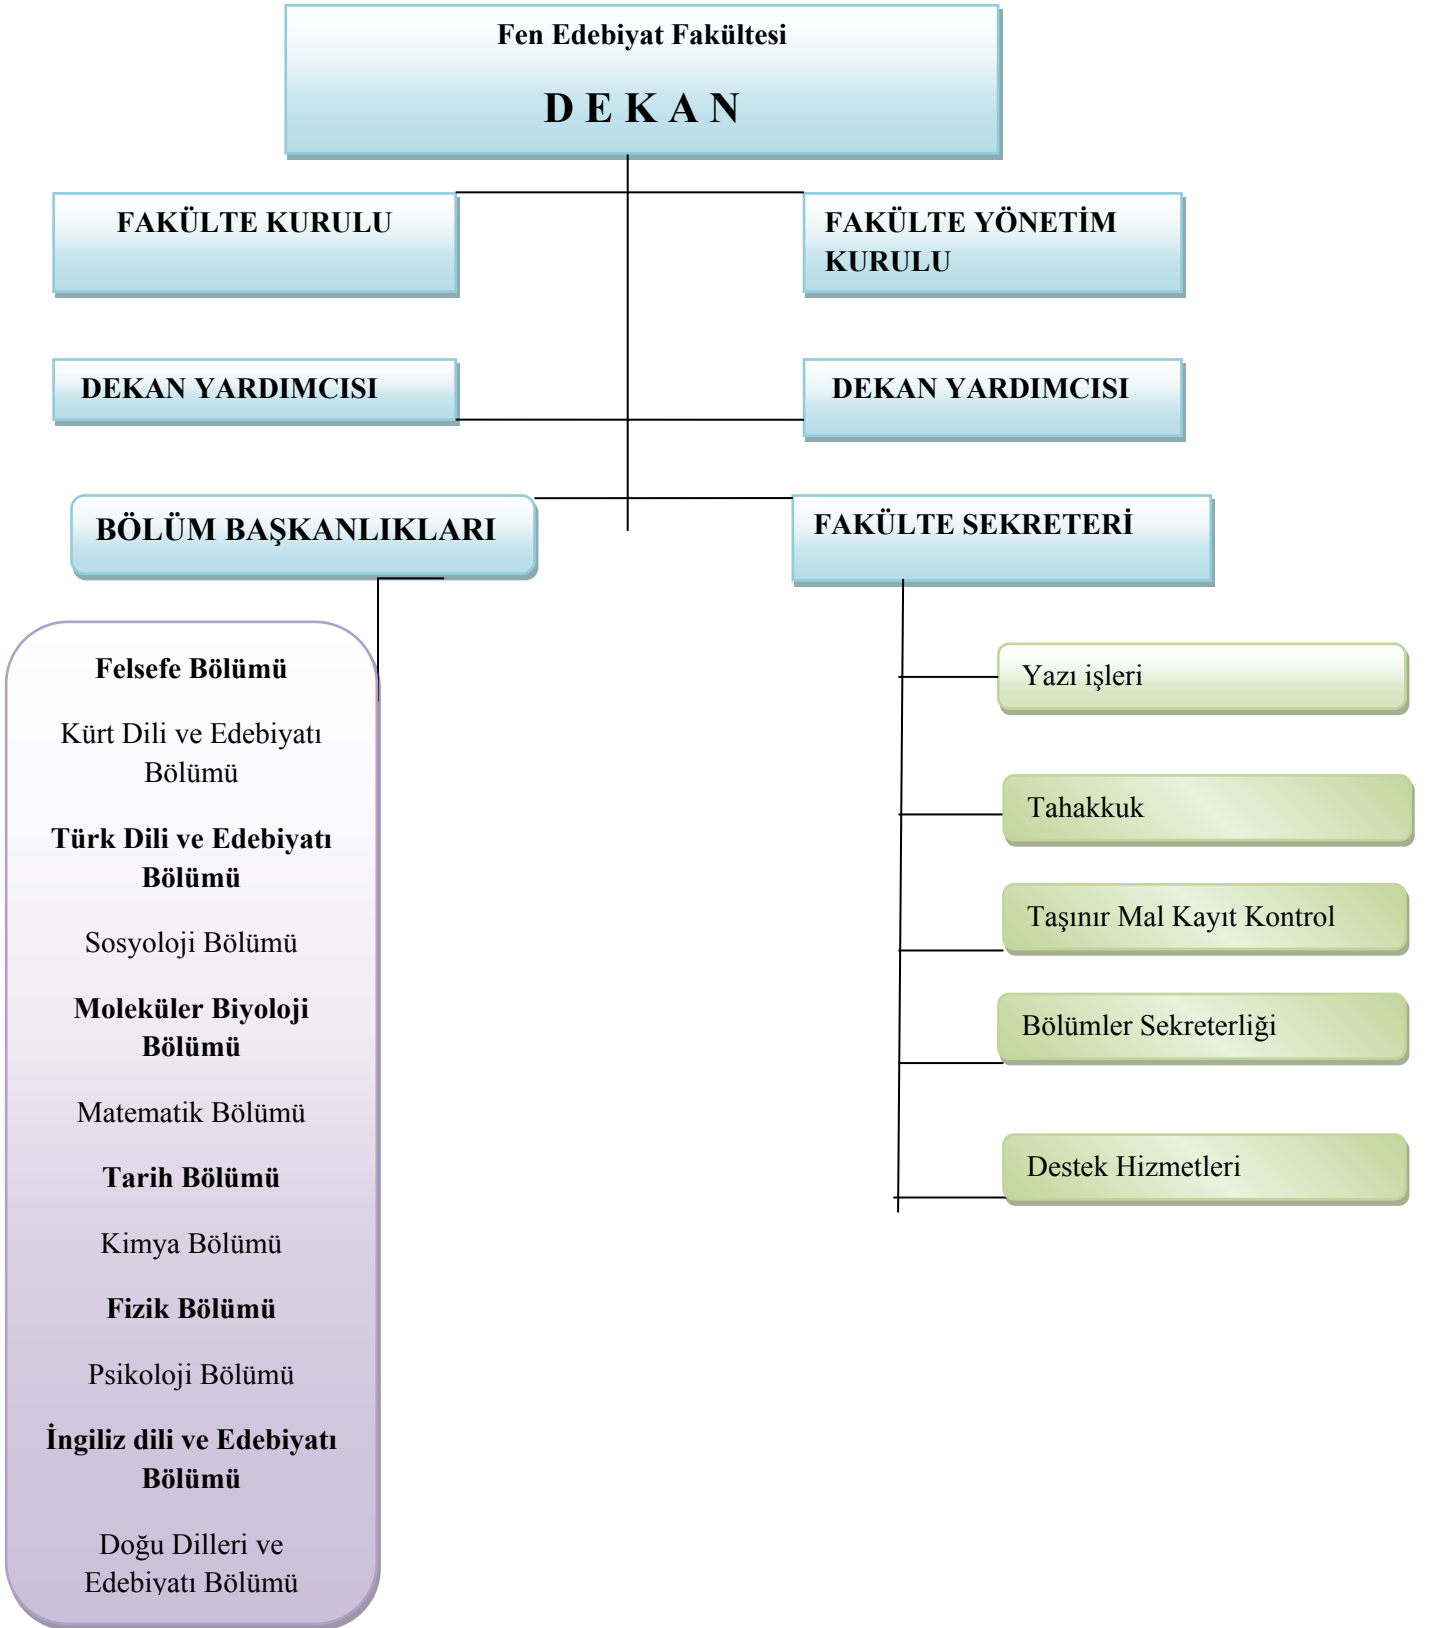 Fen Edebiyat Fakültesi
D E K A N
FAKÜLTE KURULU
FAKÜLTE YÖNETİM
KURULU
DEKAN YARDIMCISI
DEKAN YARDIMCISI
BÖLÜM BAŞKANLIKLARI
FAKÜLTE SEKRETERİ
Felsefe Bölümü
Kürt Dili ve Edebiyatı
Bölümü
Türk Dili ve Edebiyatı
Bölümü
Sosyoloji Bölümü
Moleküler Biyoloji
Bölümü
Matematik Bölümü
Tarih Bölümü
Kimya Bölümü
Fizik Bölümü
Psikoloji Bölümü
İngiliz dili ve Edebiyatı
Bölümü
Doğu Dilleri ve
Edebiyatı Bölümü
Yazı işleri
Tahakkuk
Taşınır Mal Kayıt Kontrol
Bölümler Sekreterliği
Destek Hizmetleri